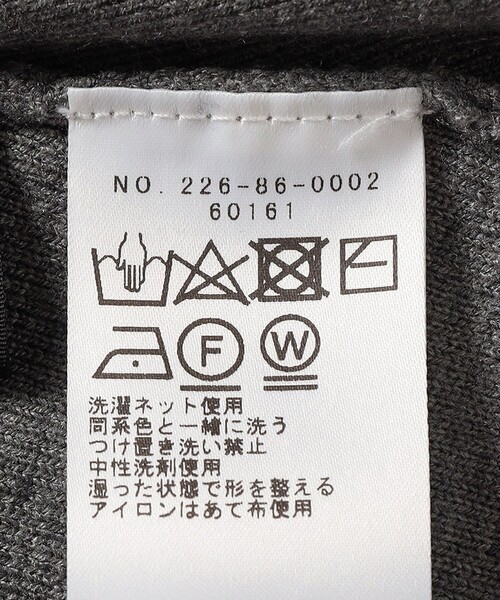 NO. 226-86-0002
60161
F W
洗濯ネット使用
同系色と一緒に洗う
つけ置き洗い禁止
中性洗剤使用
湿った状態で形を整える
アイロンはあて布使用